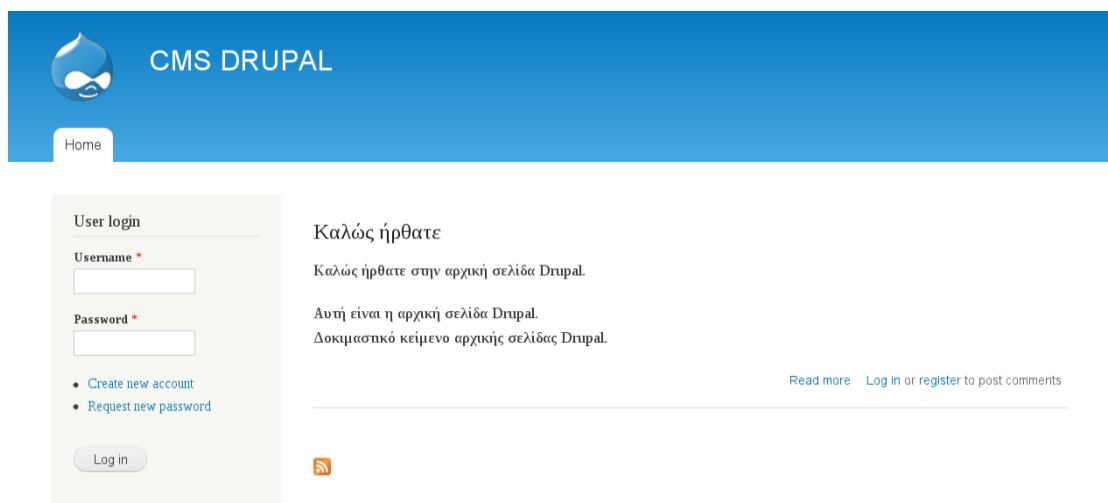 CMS DRUPAL
Home
User login
Username *
Password *
Create new account
Request new password
Log in
Καλώς ήρθατε
Καλώς ήρθατε στην αρχική σελίδα Drupal.
Αυτή είναι η αρχική σελίδα Drupal.
Δοκιμαστικό κείμενο αρχικής σελίδας Drupal.
Read more Log in or register to post comments